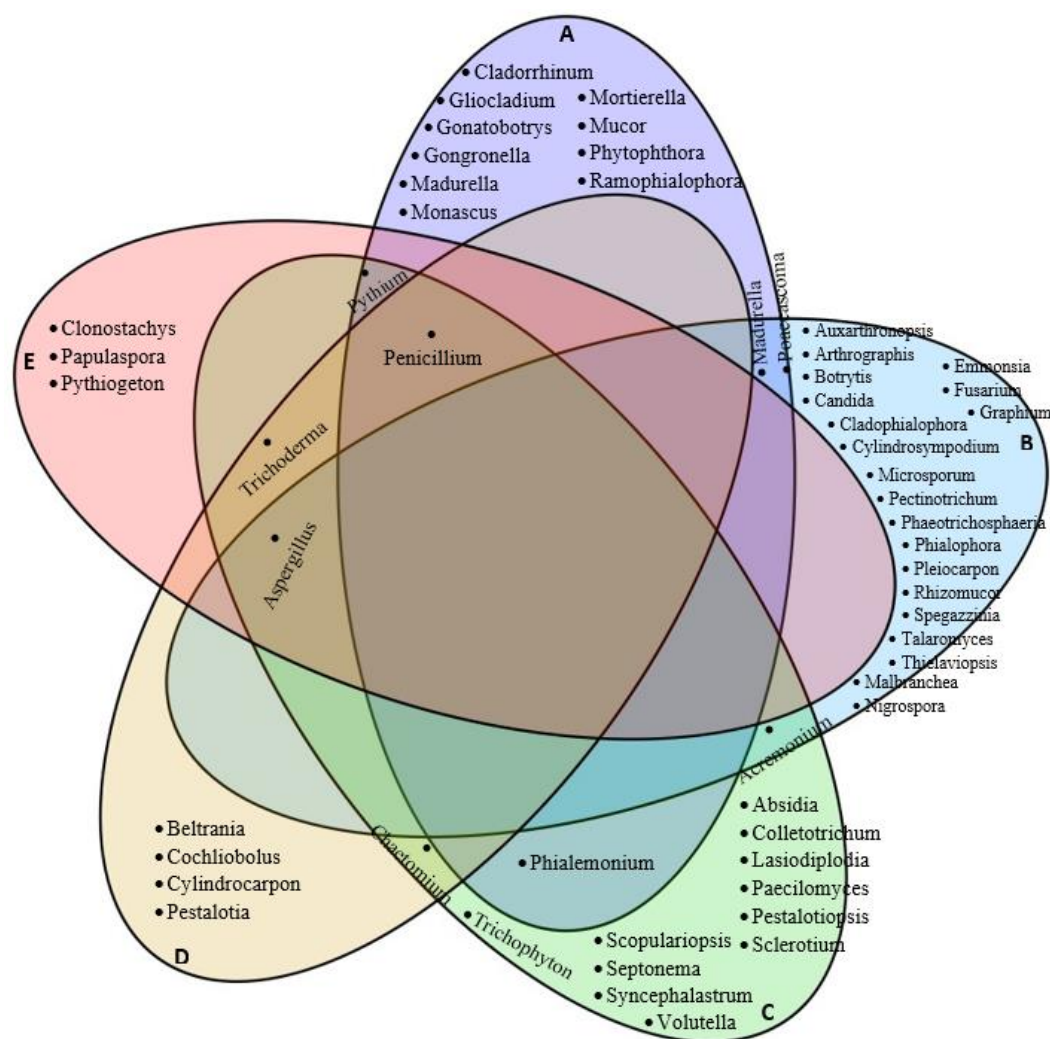 A
• Cladorrhinum
• Gliocladium
• Gonatobotrys
• Gongronella
• Madurella
• Monascus
• Mortierella
• Mucor
• Phytophthora
• Ramophialophora
Pythium
Penicillium
Madurella
Poaceascoma
E
• Clonostachys
• Papulaspora
• Pythiogeton
Trichoderma
Aspergillus
B
• Auxarthronopsis
• Arthrographis
• Botrytis
• Candida
• Cladophialophora
• Cylindrosympodium
• Microsporum
• Pectinotrichum
• Phaeotrichosphaeria
• Phialophora
• Pleiocarpon
• Rhizomucor
• Spegazzinia
• Talaromyces
• Thielaviopsis
• Malbranchea
• Nigrospora
• Emmonsia
• Fusarium
• Graphium
Acremonium
• Beltrania
• Cochliobolus
• Cylindrocarpon
• Pestalotia
D
Chaetomium
• Phialemonium
Trichophyton
• Absidia
• Colletotrichum
• Lasiodiplodia
• Paecilomyces
• Pestalotiopsis
• Sclerotium
• Scopulariopsis
• Septonema
• Syncephalastrum
• Volutella
C